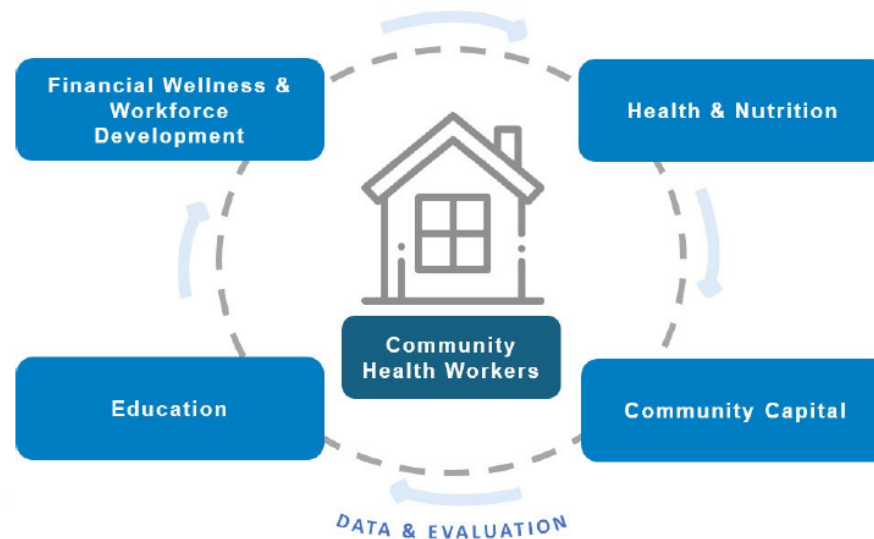 Financial Wellness &
Workforce
Development
Health & Nutrition
Community
Health Workers
Education
Community Capital
DATA & EVALUATION